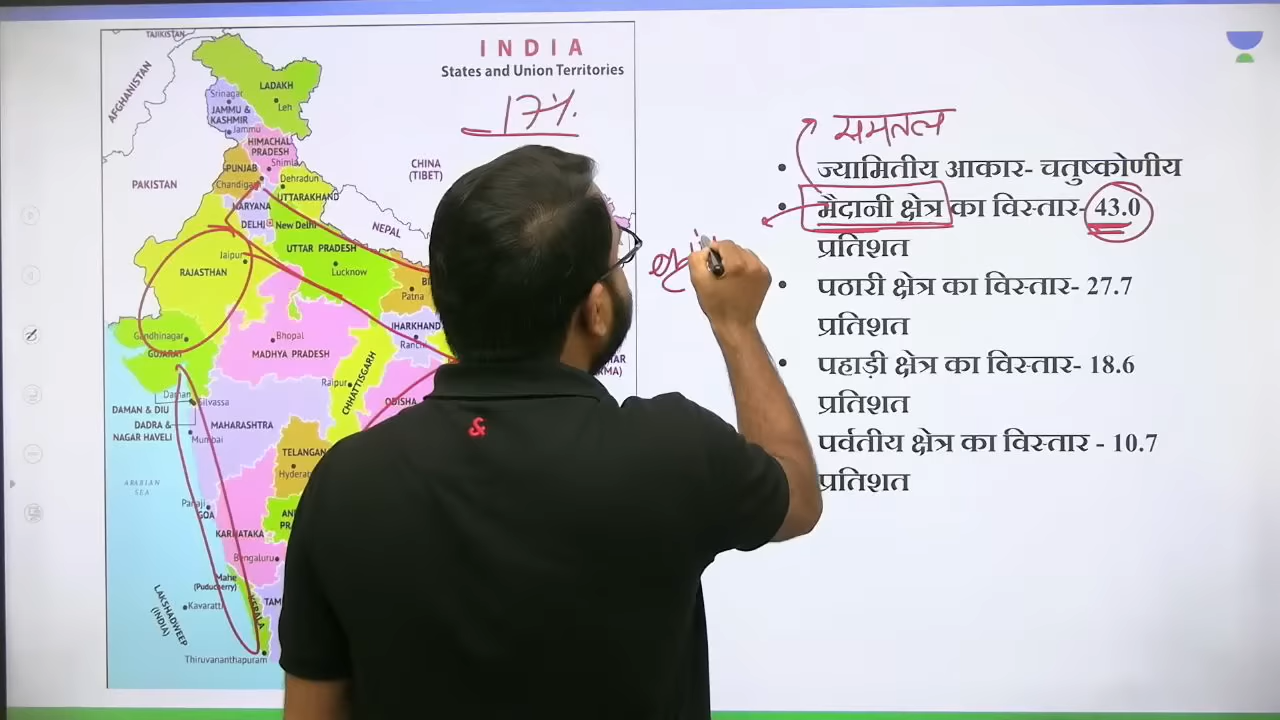 TAJIKISTAN
INDIA
States and Union Territories
17%
AFGHANISTAN
LADAKH
Leh
Srinagar
JAMMU &
KASHMIR
Jammu
HIMACHAL
PRADESH
Shimla
CHINA
(TIBET)
PUNJAB
Chandigarh
Dehradun
UTTARAKHAND
PAKISTAN
HARYANA
DELHI
New Delhi
NEPAL
UTTAR PRADESH
Lucknow
Jaipur
RAJASTHAN
Patna
JHARKHAND
Ranchi
Gandhinagar
GUJARAT
Bhopal
MADHYA PRADESH
CHHATTISGARH
Raipur
ODISHA
Daman
Silvassa
DAMAN & DIU
DADRA &
NAGAR HAVELI
MAHARASHTRA
Mumbai
TELANGAN
Hyderab
ARABIAN
SEA
Panaji
GOA
KARNATAKA
Bengaluru
Mahe
(Puducherry)
KERALA
TAM
LAKSHADWEEP
(INDIA)
Kavaratti
Thiruvananthapuram
समतल
• ज्यामितीय आकार- चतुष्कोणीय
• मैदानी क्षेत्र का विस्तार- 43.0
प्रतिशत
• पठारी क्षेत्र का विस्तार- 27.7
प्रतिशत
• पहाड़ी क्षेत्र का विस्तार- 18.6
प्रतिशत
पर्वतीय क्षेत्र का विस्तार - 10.7
प्रतिशत